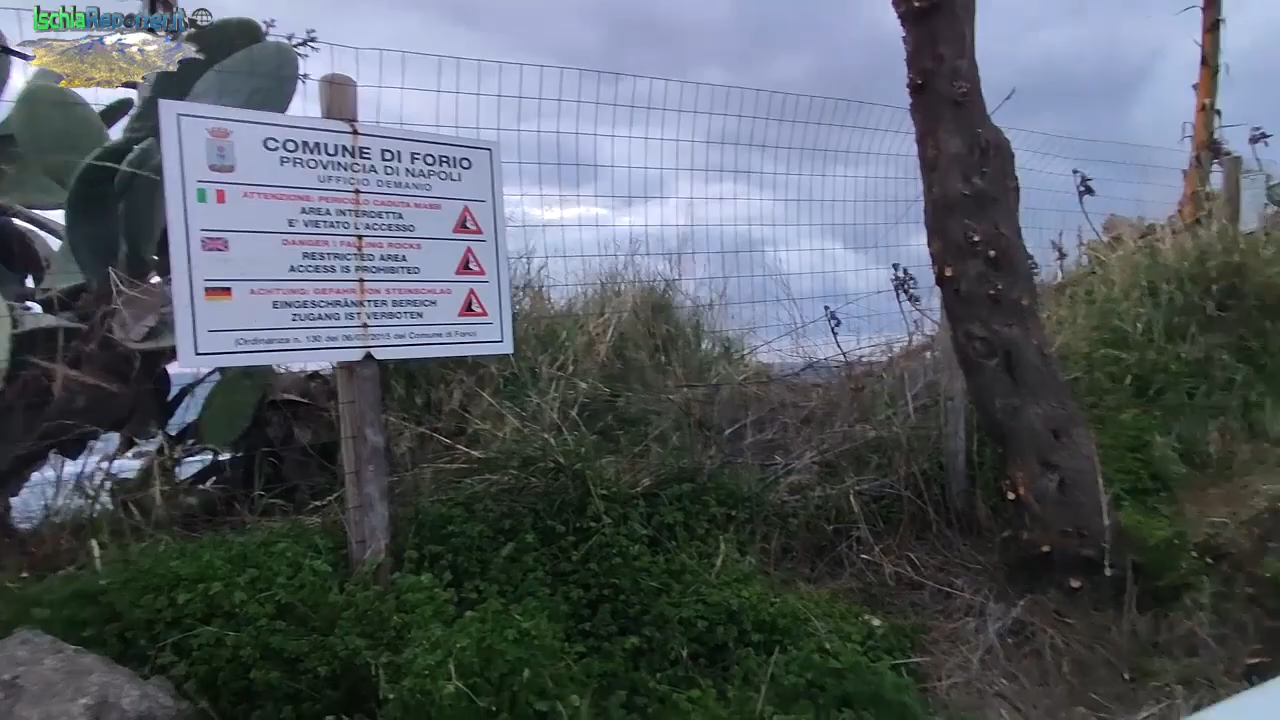 IschiaReporter.it
COMUNE DI FORIO
PROVINCIA DI NAPOLI
UFFICIO DEMANIO
ATTENZIONE: PERICOLO CADUTA MASSI
AREA INTERDETTA
E' VIETATO L'ACCESSO
DANGER ! FALLING ROCKS
RESTRICTED AREA
ACCESS IS PROHIBITED
ACHTUNG: GEFAHR VON STEINSCHLAG
EINGESCHRÄNKTER BEREICH
ZUGANG IST VERBOTEN
(Ordinanza n. 130 del 06/07/2015 del Comune di Forio)